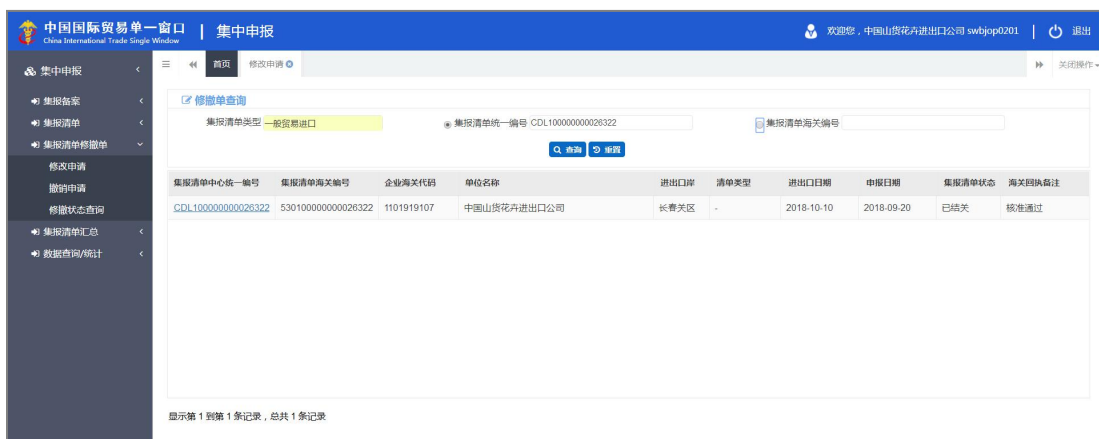 中国国际贸易单一窗口 | 集中申报
China International Trade Single Window
欢迎您，中国山货花卉进出口公司 swbjop0201 | 退出
集中申报
首页 修改申请
关闭操作
集报备案
集报清单
集报清单修撤单
修改申请
撤销申请
修撤状态查询
集报清单汇总
数据查询/统计
修撤单查询
集报清单类型 一般贸易进口 集报清单统一编号 CDL100000000026322 集报清单海关编号
查询 重置
集报清单中心统一编号 集报清单海关编号 企业海关代码 单位名称 进出口岸 清单类型 进出口日期 申报日期 集报清单状态 海关回执备注
CDL100000000026322 530100000000026322 1101919107 中国山货花卉进出口公司 长春关区 - 2018-10-10 2018-09-20 已结关 核准通过
显示第 1 到第 1 条记录，总共 1 条记录